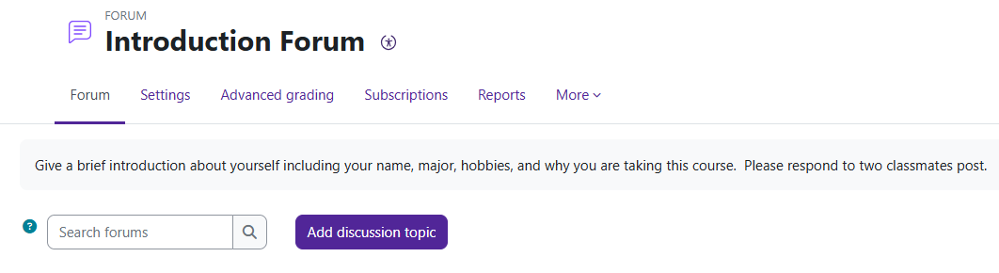 FORUM
Introduction Forum
Forum Settings Advanced grading Subscriptions Reports More
Give a brief introduction about yourself including your name, major, hobbies, and why you are taking this course.  Please respond to two classmates post.
? Search forums Add discussion topic